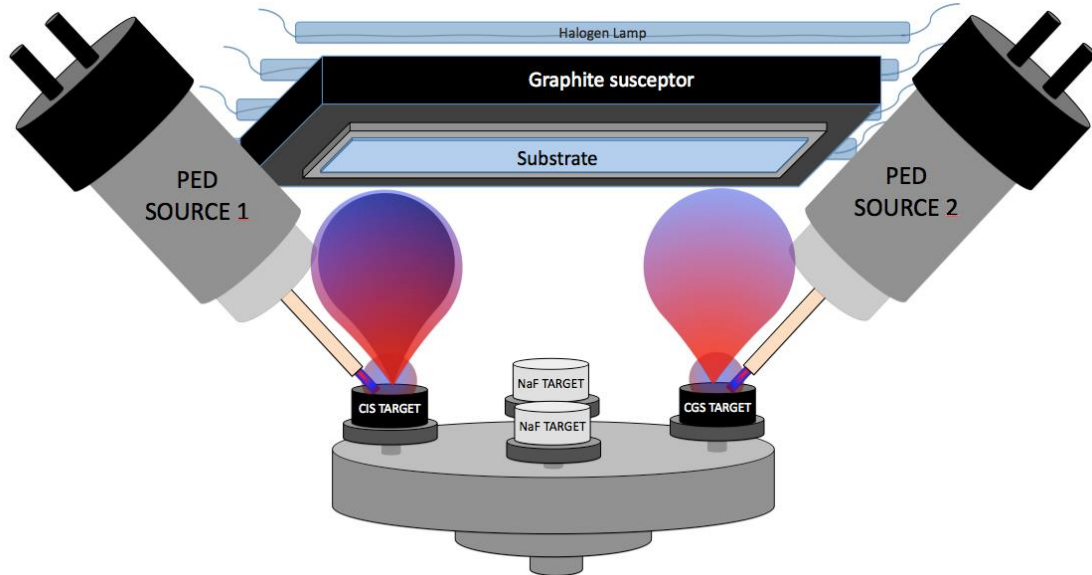 Halogen Lamp
Graphite susceptor
Substrate
PED
SOURCE 1
PED
SOURCE 2
NaF TARGET
CIS TARGET
NaF TARGET
CGS TARGET